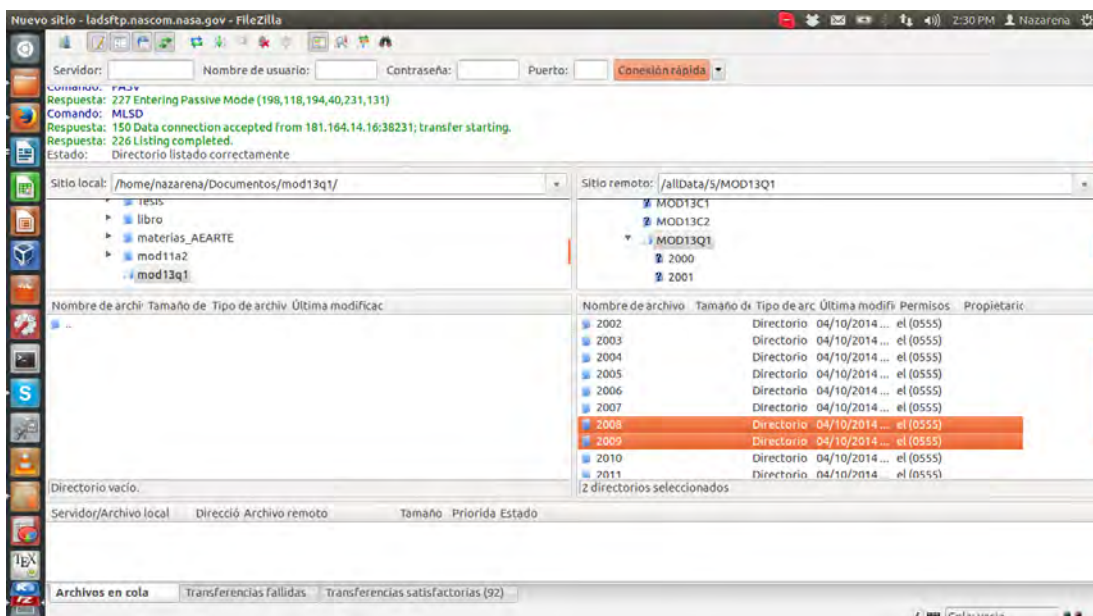 Nuevo sitio - ladsftp.nascom.nasa.gov - FileZilla 2:30 PM Nazarena
Servidor: Nombre de usuario: Contraseña: Puerto: Conexión rápida
Comando: PASV
Respuesta: 227 Entering Passive Mode (198,118,194,40,231,131)
Comando: MLSD
Respuesta: 150 Data connection accepted from 181.164.14.16:38231; transfer starting.
Respuesta: 226 Listing completed.
Estado: Directorio listado correctamente
Sitio local: /home/nazarena/Documentos/mod13q1/
Tesis
libro
materias_AEARTE
mod11a2
mod13q1
Nombre de archi Tamaño de Tipo de archiv Última modificac
..
Directorio vacío.
Sitio remoto: /allData/5/MOD13Q1
MOD13C1
MOD13C2
MOD13Q1
2000
2001
Nombre de archivo Tamaño de Tipo de arc Última modifi Permisos Propietaric
2002 Directorio 04/10/2014 ... el (0555)
2003 Directorio 04/10/2014 ... el (0555)
2004 Directorio 04/10/2014 ... el (0555)
2005 Directorio 04/10/2014 ... el (0555)
2006 Directorio 04/10/2014 ... el (0555)
2007 Directorio 04/10/2014 ... el (0555)
2008 Directorio 04/10/2014 ... el (0555)
2009 Directorio 04/10/2014 ... el (0555)
2010 Directorio 04/10/2014 ... el (0555)
2011 Directorio 04/10/2014 ... el (0555)
2 directorios seleccionados
Servidor/Archivo local Direcció Archivo remoto Tamaño Priorida Estado
TEX
FZ
Archivos en cola Transferencias fallidas Transferencias satisfactorias (92)
Cola: vacía